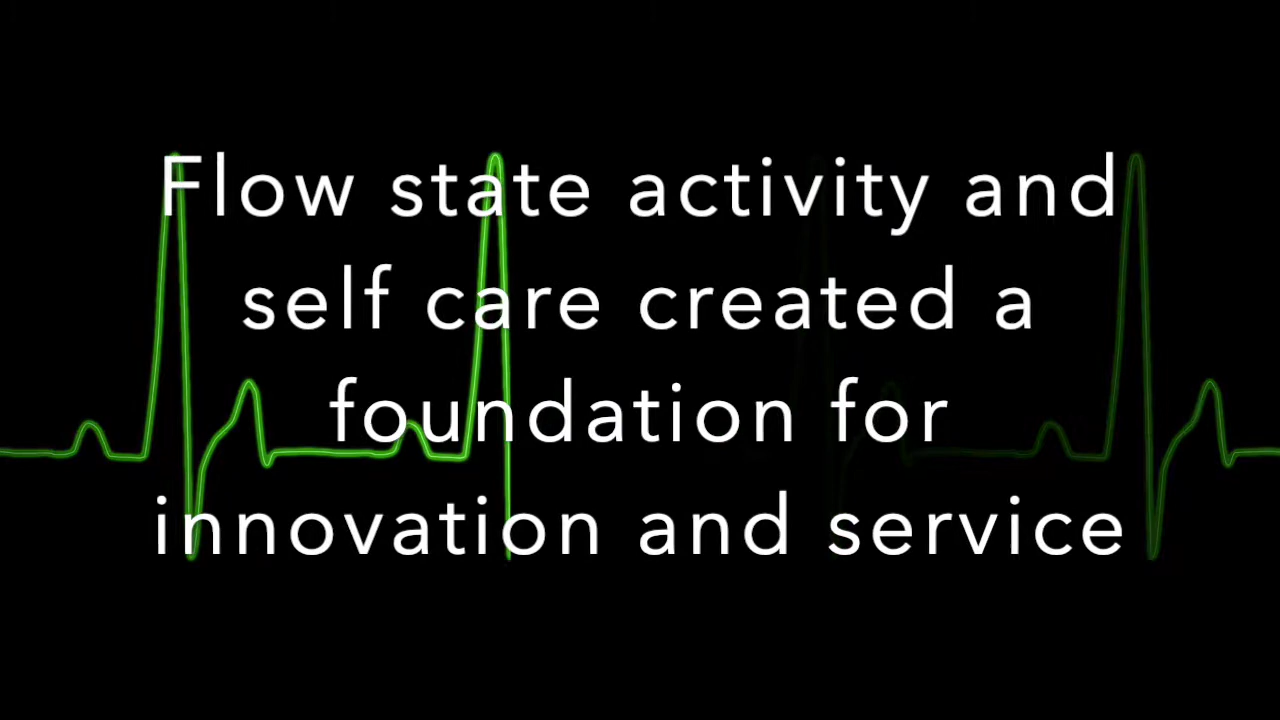 Flow state activity and
self care created a
foundation for
innovation and service